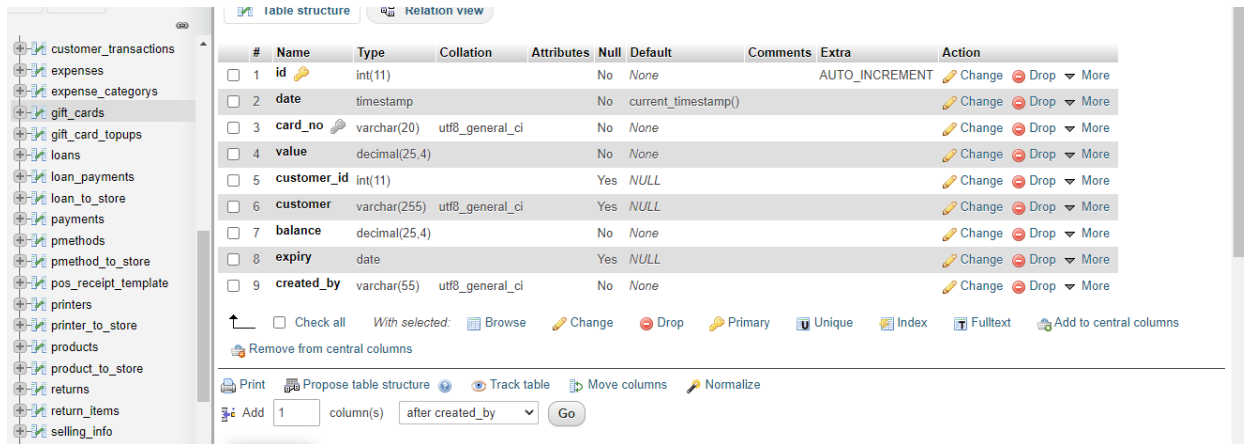 Table structure Relation view
customer_transactions
expenses
expense_categorys
gift_cards
gift_card_topups
loans
loan_payments
loan_to_store
payments
pmethods
pmethod_to_store
pos_receipt_template
printers
printer_to_store
products
product_to_store
returns
return_items
selling_info
# Name Type Collation Attributes Null Default Comments Extra Action
1 id int(11) No None AUTO_INCREMENT Change Drop More
2 date timestamp No current_timestamp() Change Drop More
3 card_no varchar(20) utf8_general_ci No None Change Drop More
4 value decimal(25,4) No None Change Drop More
5 customer_id int(11) Yes NULL Change Drop More
6 customer varchar(255) utf8_general_ci Yes NULL Change Drop More
7 balance decimal(25,4) No None Change Drop More
8 expiry date Yes NULL Change Drop More
9 created_by varchar(55) utf8_general_ci No None Change Drop More
Check all With selected: Browse Change Drop Primary Unique Index Fulltext Add to central columns
Remove from central columns
Print Propose table structure Track table Move columns Normalize
Add 1 column(s) after created_by Go